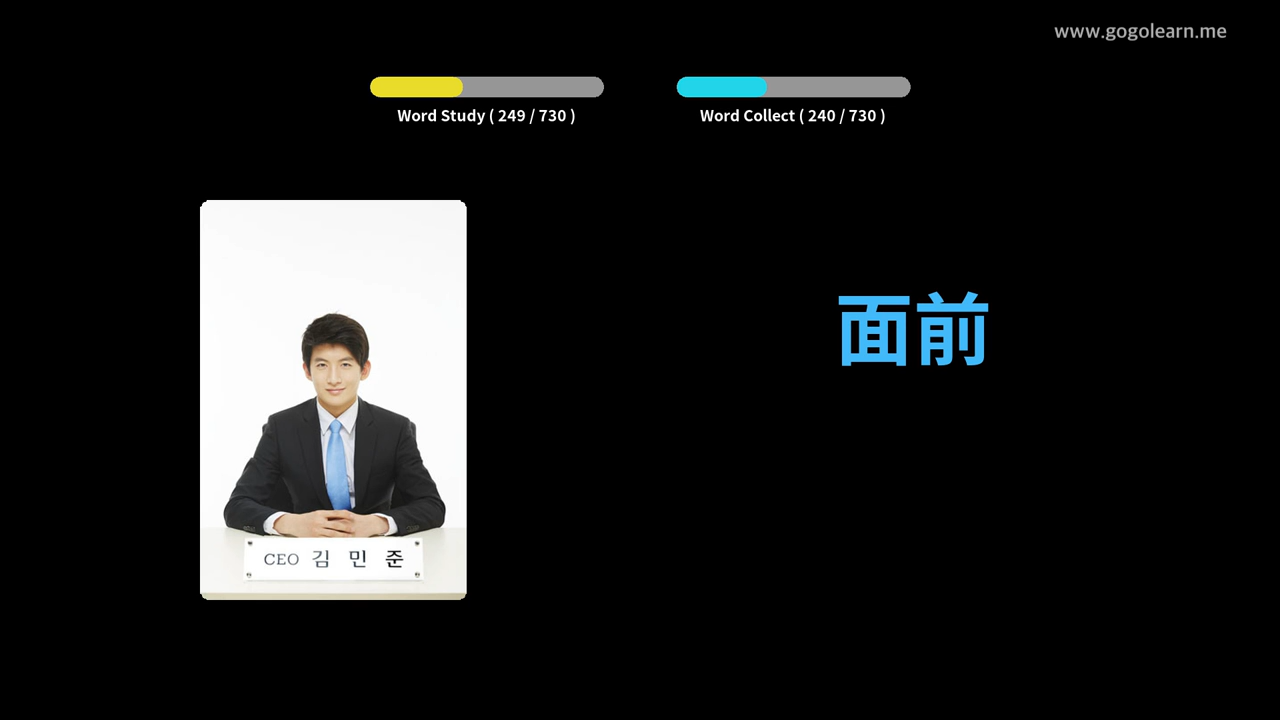 www.gogolearn.me
Word Study ( 249 / 730 )
Word Collect ( 240 / 730 )
面前
CEO 김 민 준